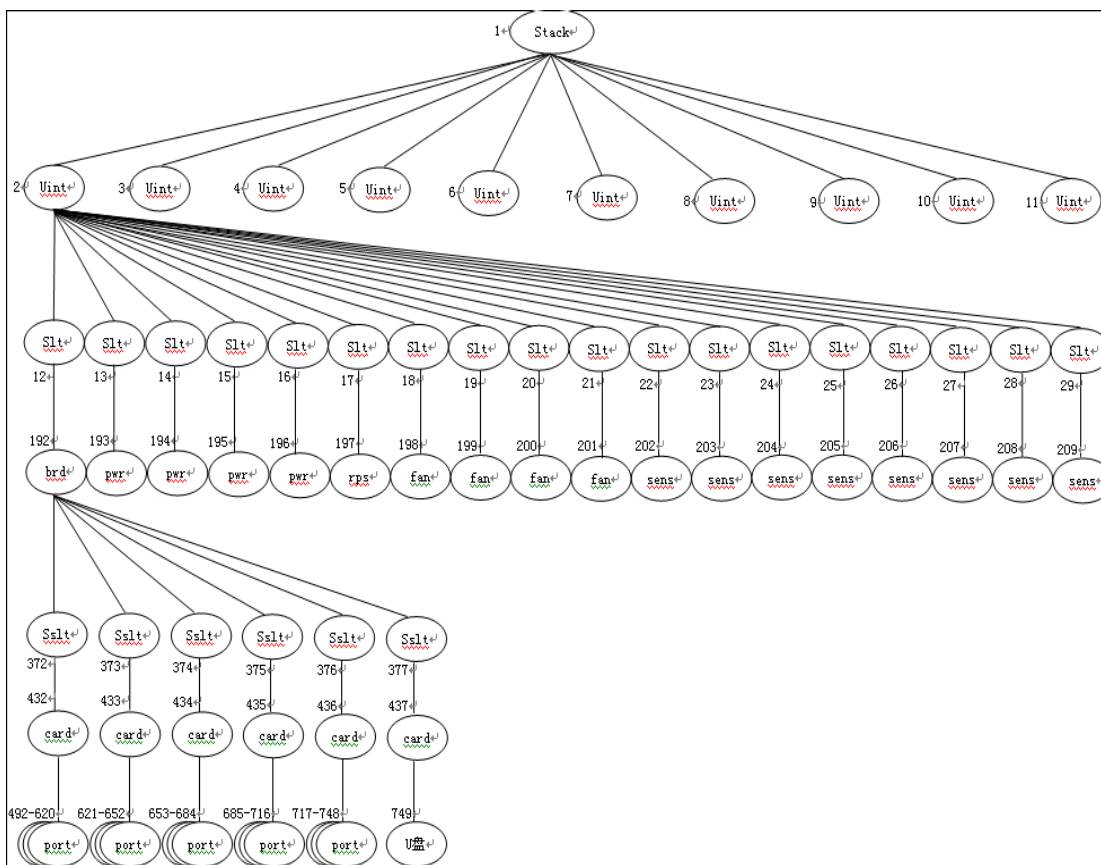 1↵ Stack↵
2↵ Uint↵ 3↵ Uint↵ 4↵ Uint↵ 5↵ Uint↵ 6↵ Uint↵ 7↵ Uint↵ 8↵ Uint↵ 9↵ Uint↵ 10↵ Uint↵ 11↵ Uint↵
Slt↵ Slt↵ Slt↵ Slt↵ Slt↵ Slt↵ Slt↵ Slt↵ Slt↵ Slt↵ Slt↵ Slt↵ Slt↵ Slt↵ Slt↵ Slt↵ Slt↵ Slt↵
12↵ 13↵ 14↵ 15↵ 16↵ 17↵ 18↵ 19↵ 20↵ 21↵ 22↵ 23↵ 24↵ 25↵ 26↵ 27↵ 28↵ 29↵
192↵ 193↵ 194↵ 195↵ 196↵ 197↵ 198↵ 199↵ 200↵ 201↵ 202↵ 203↵ 204↵ 205↵ 206↵ 207↵ 208↵ 209↵
brd↵ pwr↵ pwr↵ pwr↵ pwr↵ rps↵ fan↵ fan↵ fan↵ fan↵ sens↵ sens↵ sens↵ sens↵ sens↵ sens↵ sens↵ sens↵
Sslt↵ Sslt↵ Sslt↵ Sslt↵ Sslt↵ Sslt↵
372↵ 373↵ 374↵ 375↵ 376↵ 377↵
432↵ 433↵ 434↵ 435↵ 436↵ 437↵
card↵ card↵ card↵ card↵ card↵ card↵
492-620↵ 621-652↵ 653-684↵ 685-716↵ 717-748↵ 749↵
port↵ port↵ port↵ port↵ port↵ U盘↵